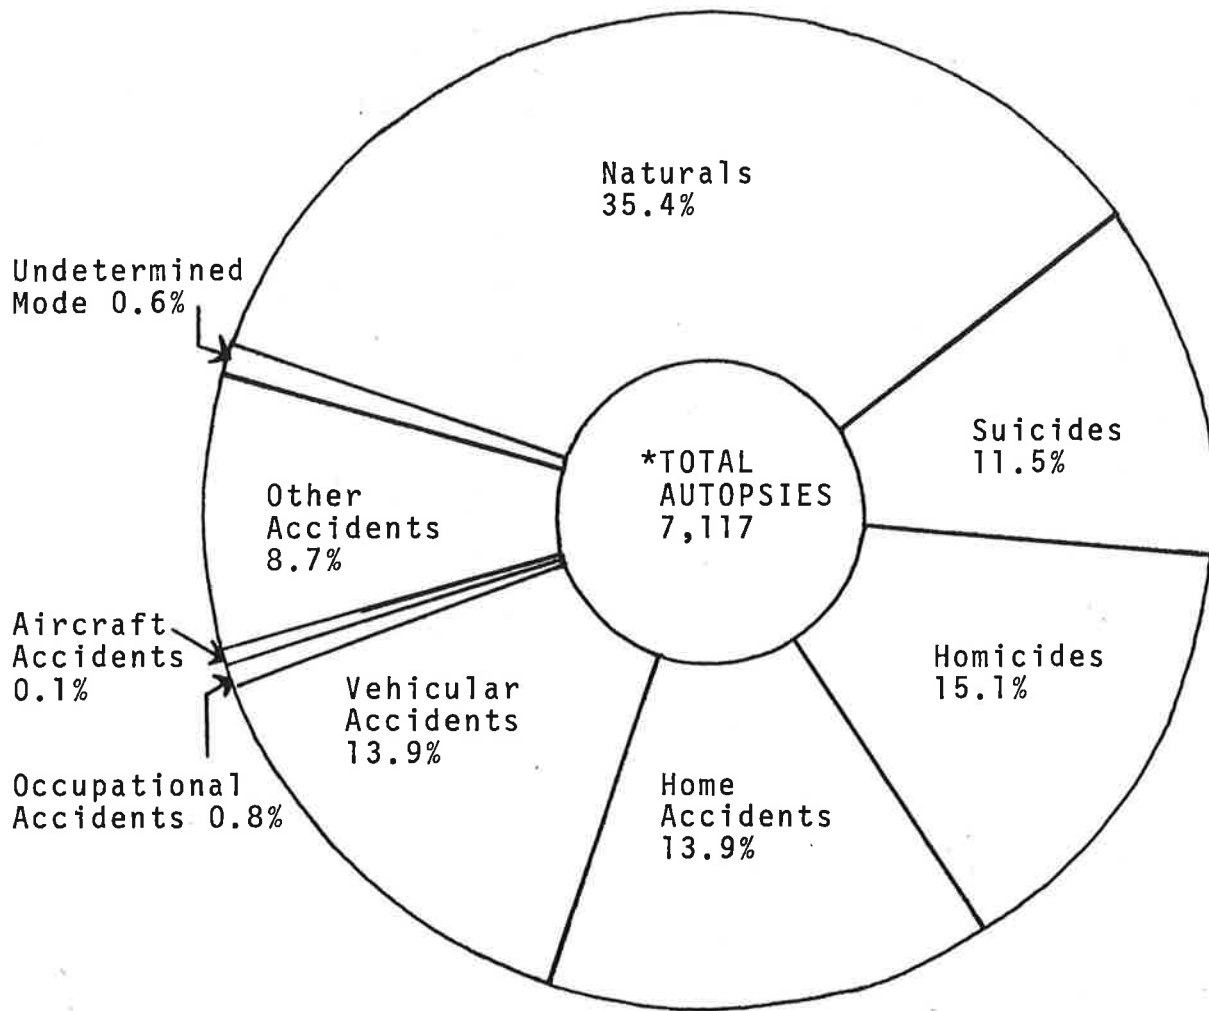 Naturals
35.4%
Undetermined
Mode 0.6%
Suicides
11.5%
*TOTAL
AUTOPSIES
7,117
Other
Accidents
8.7%
Aircraft
Accidents
0.1%
Homicides
15.1%
Vehicular
Accidents
13.9%
Occupational
Accidents 0.8%
Home
Accidents
13.9%